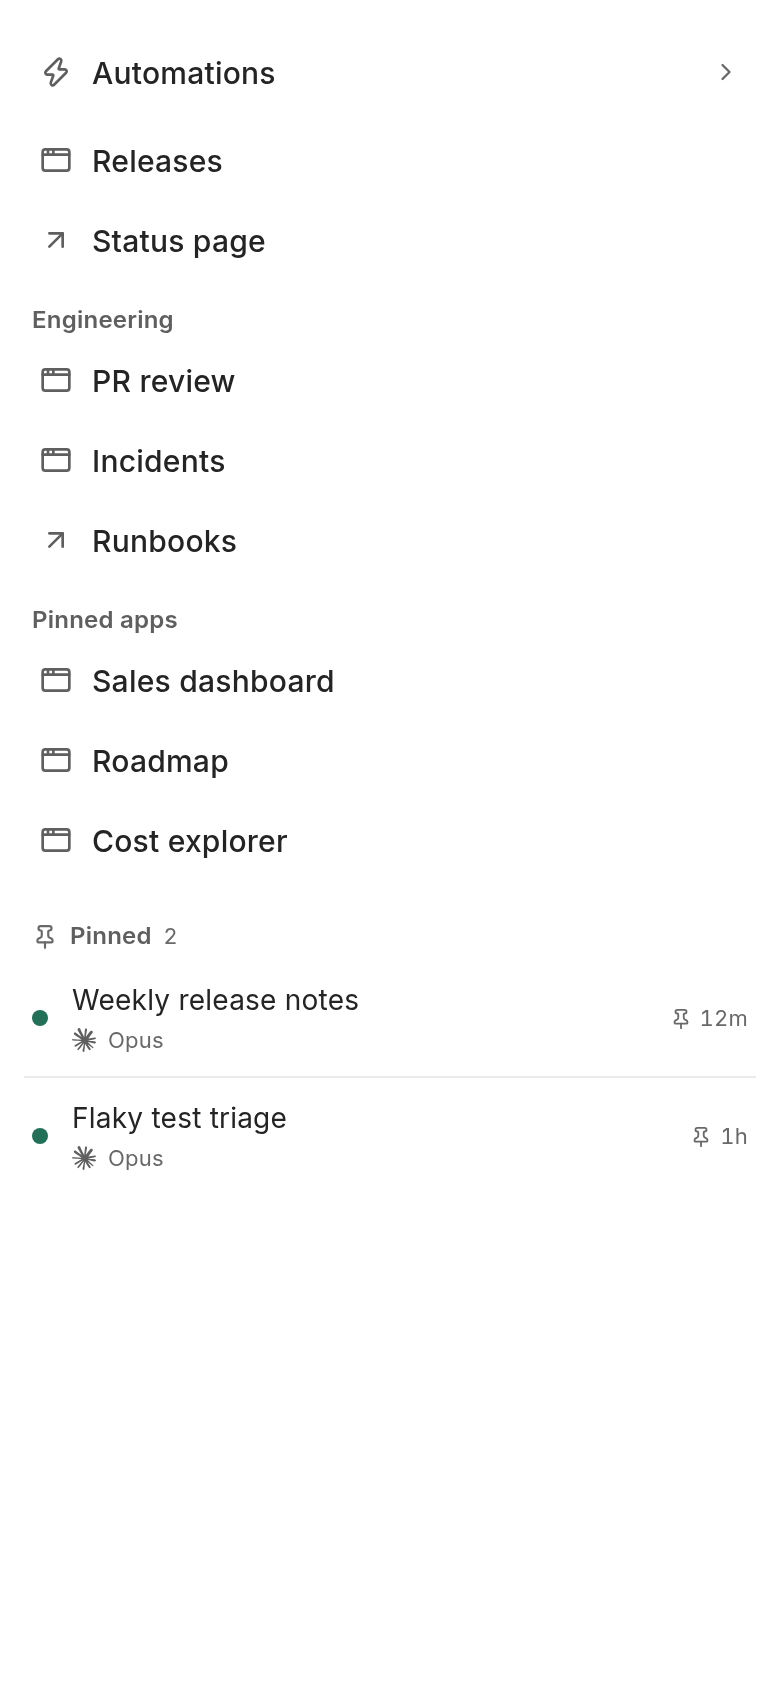 Automations
Releases
Status page
Engineering
PR review
Incidents
Runbooks
Pinned apps
Sales dashboard
Roadmap
Cost explorer
Pinned 2
Weekly release notes
Opus
12m
Flaky test triage
Opus
1h